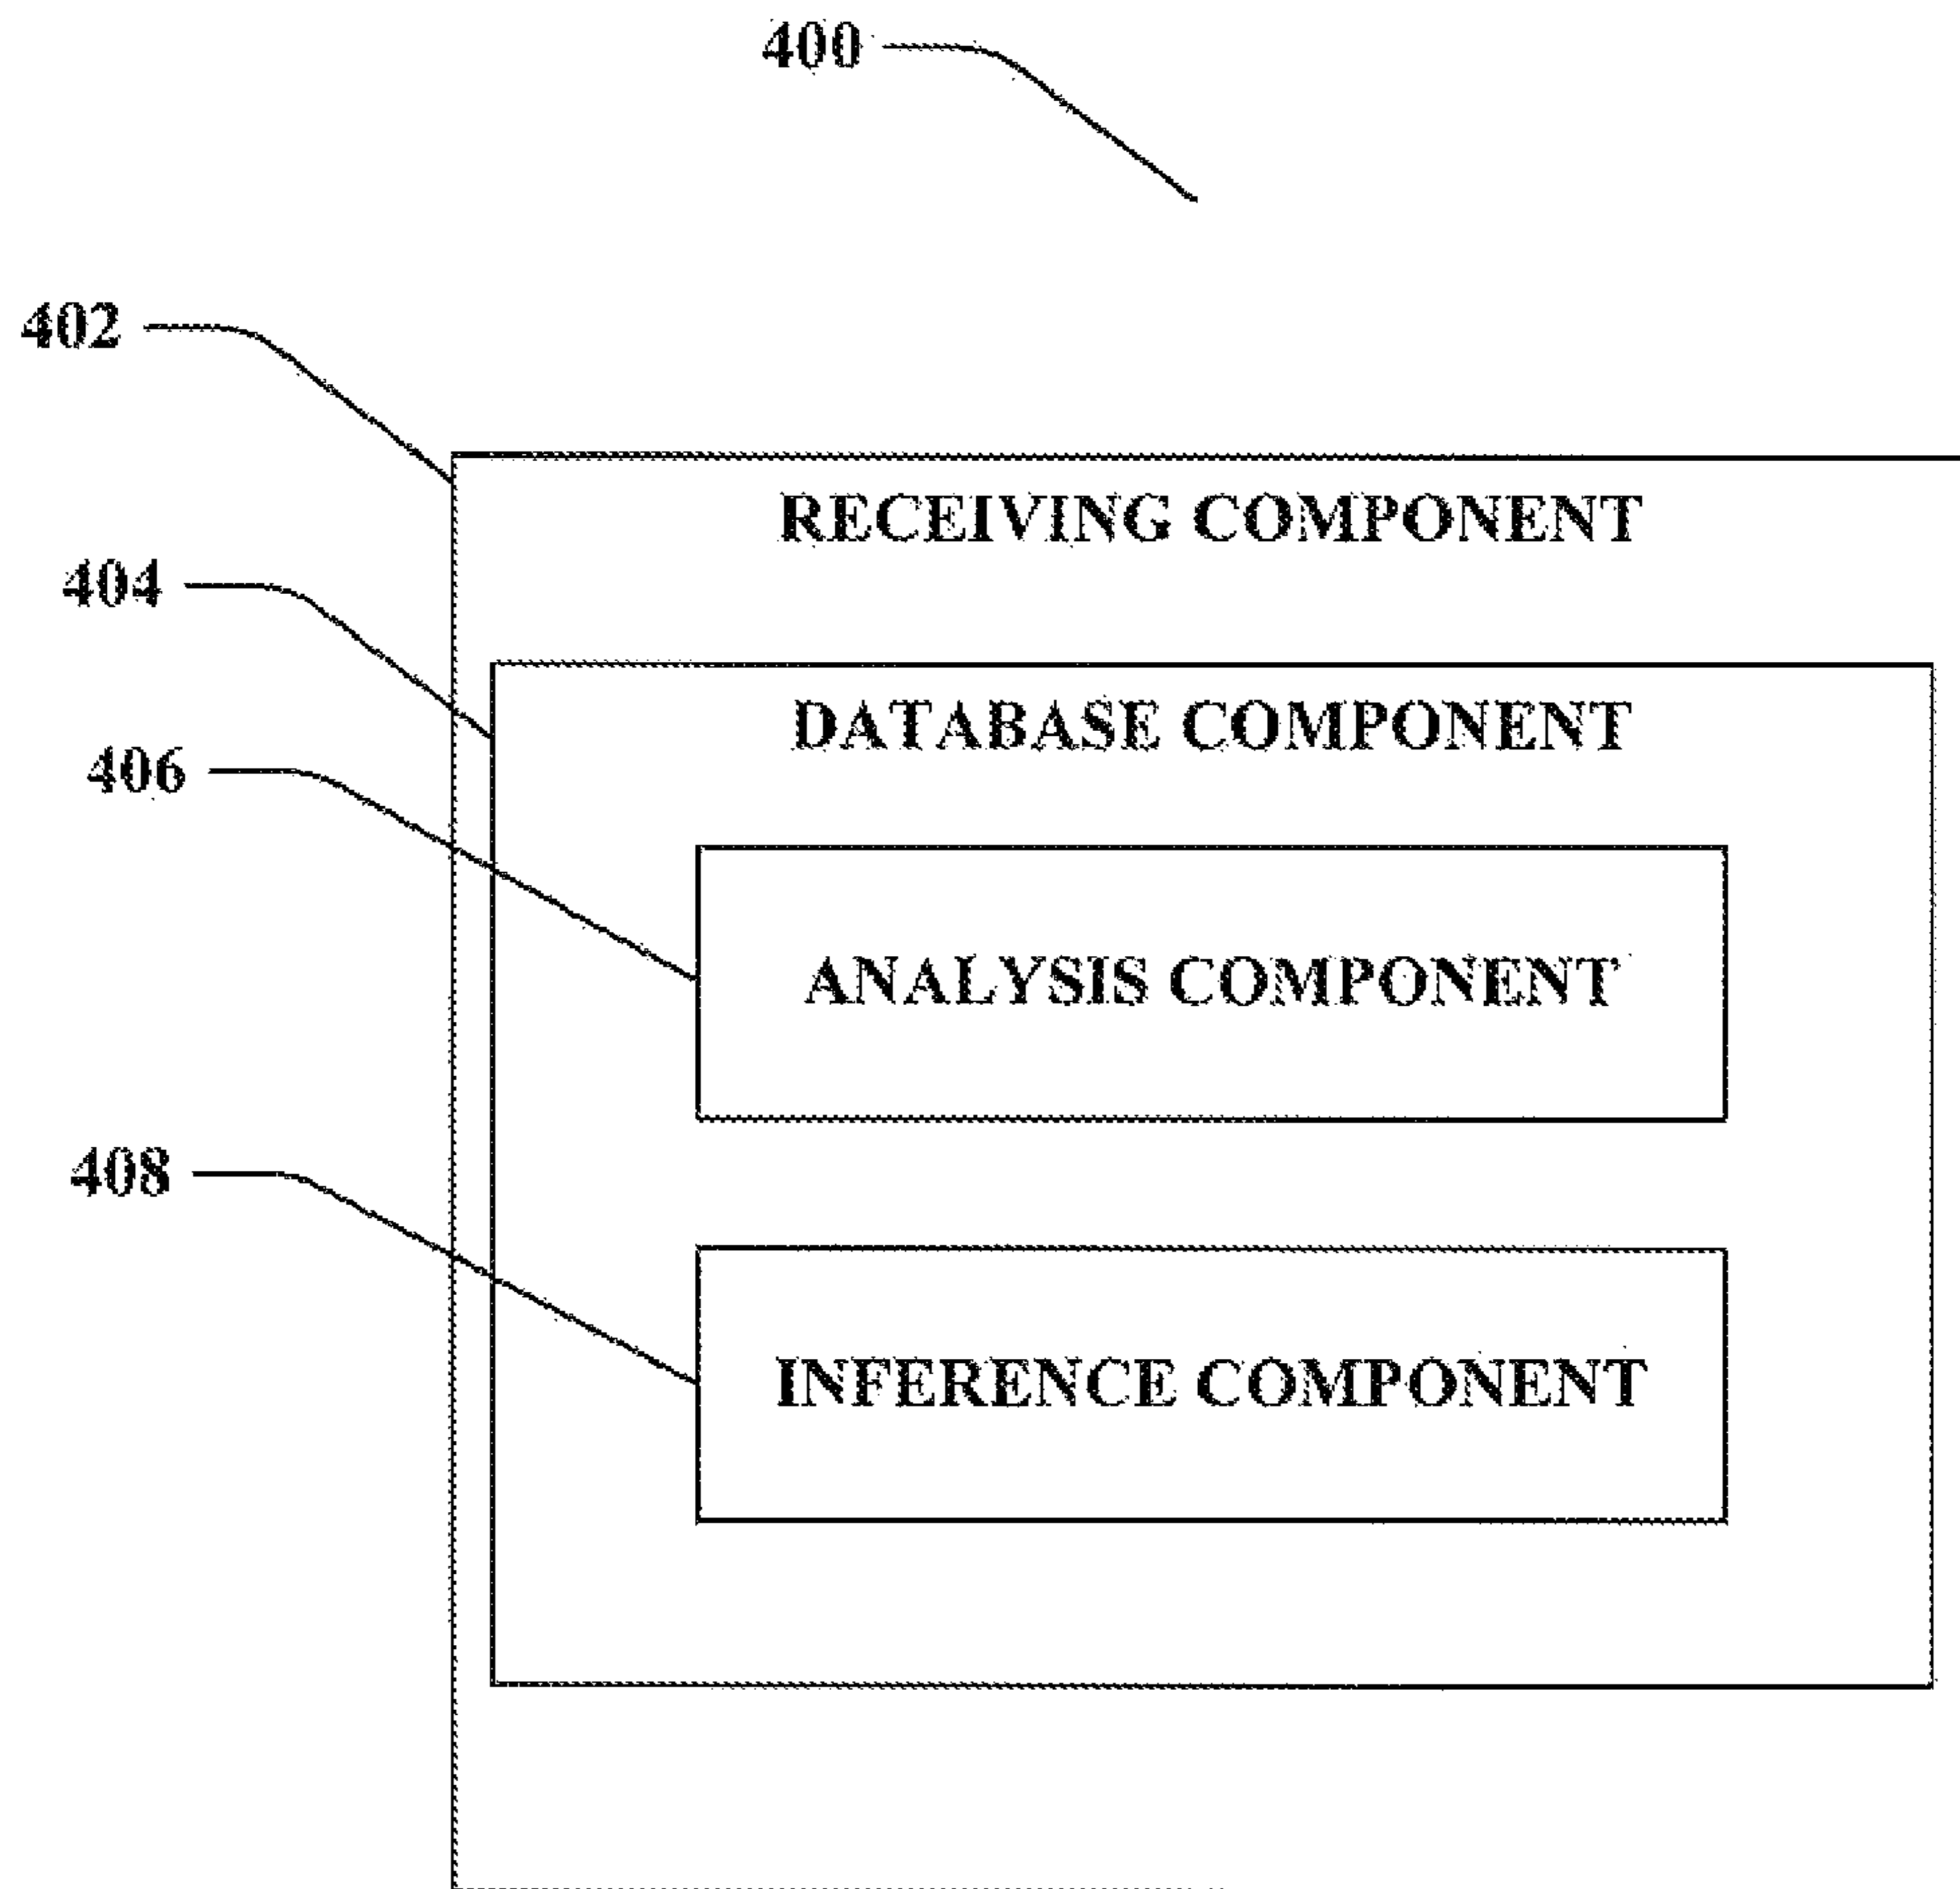 400
402
RECEIVING COMPONENT
404
DATABASE COMPONENT
406
ANALYSIS COMPONENT
408
INFERENCE COMPONENT